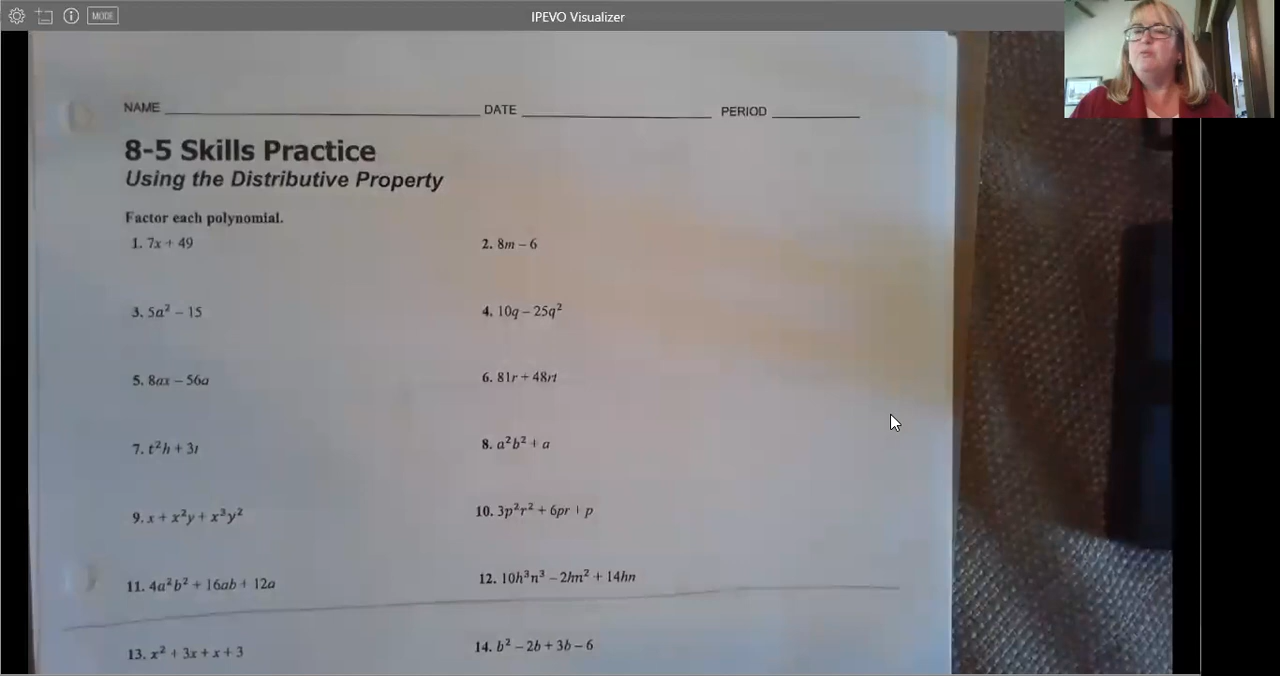 MODE
IPEVO Visualizer
NAME
DATE
PERIOD
8-5 Skills Practice
Using the Distributive Property
Factor each polynomial.
1. 7x + 49
2. 8m – 6
3. 5a² – 15
4. 10q – 25q²
5. 8ax – 56a
6. 81r + 48rt
7. t²h + 3t
8. a²b² + a
9. x + x²y + x³y²
10. 3p²r² + 6pr + p
11. 4a²b² + 16ab + 12a
12. 10h³n³ – 2hn² + 14hn
13. x² + 3x + x + 3
14. b² – 2b + 3b – 6